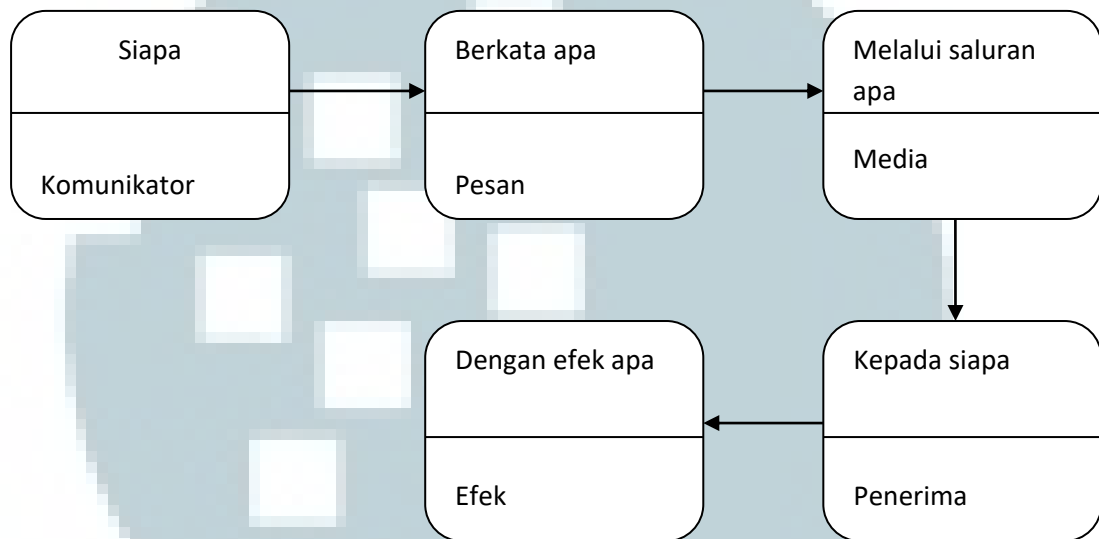 Siapa
Komunikator
Berkata apa
Pesan
Melalui saluran
apa
Media
Kepada siapa
Penerima
Dengan efek apa
Efek